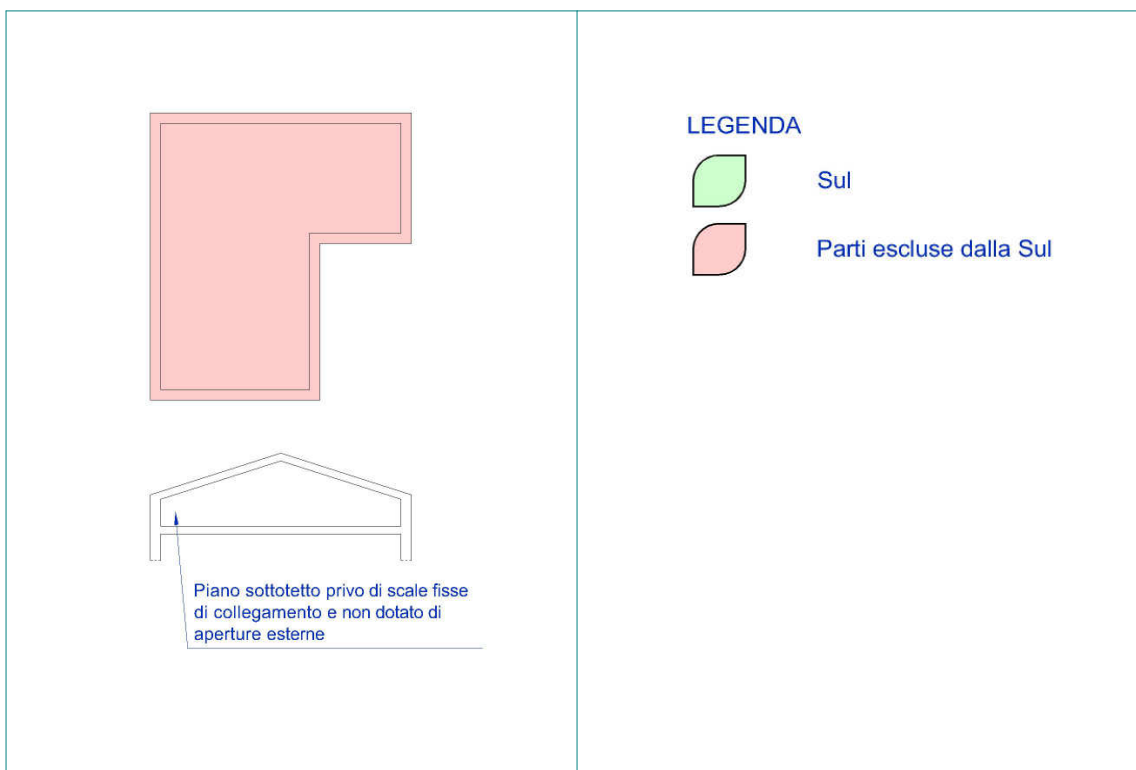 LEGENDA
Sul
Parti escluse dalla Sul
Piano sottotetto privo di scale fisse
di collegamento e non dotato di
aperture esterne